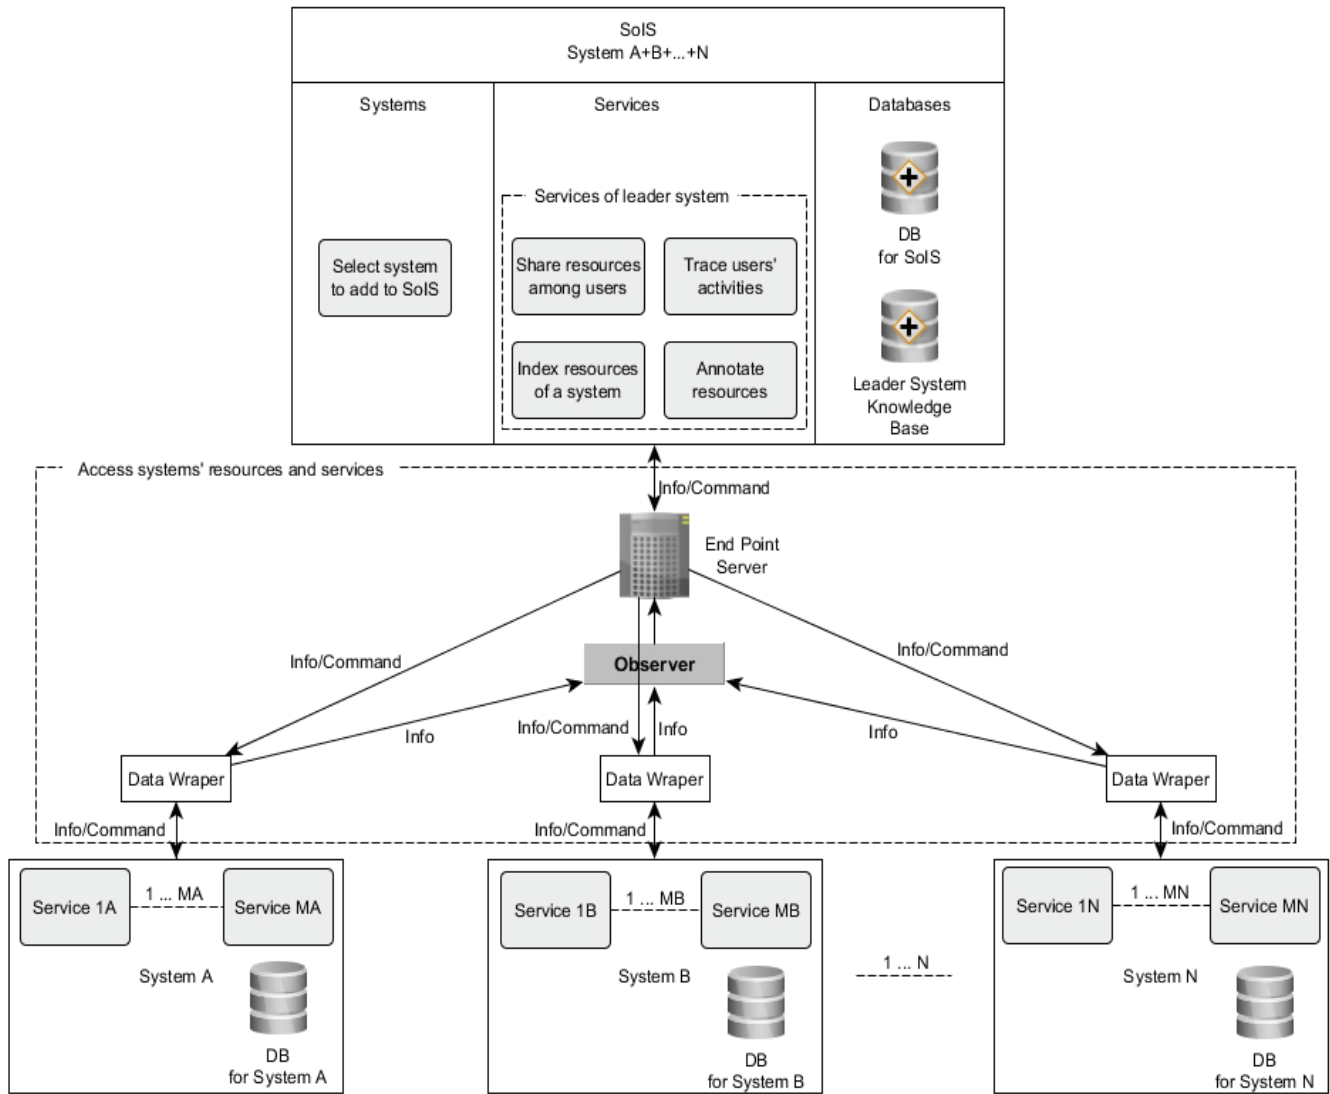 SoIS
System A+B+...+N
Systems
Services
Databases
Select system
to add to SoIS
Services of leader system
Share resources
among users
Trace users'
activities
Index resources
of a system
Annotate
resources
DB
for SoIS
Leader System
Knowledge
Base
Access systems' resources and services
Info/Command
End Point
Server
Info/Command
Info/Command
Observer
Info
Info/Command
Info
Info
Data Wraper
Data Wraper
Data Wraper
Info/Command
Info/Command
Info/Command
Service 1A
1 ... MA
Service MA
System A
DB
for System A
Service 1B
1 ... MB
Service MB
System B
DB
for System B
1 ... N
Service 1N
1 ... MN
Service MN
System N
DB
for System N